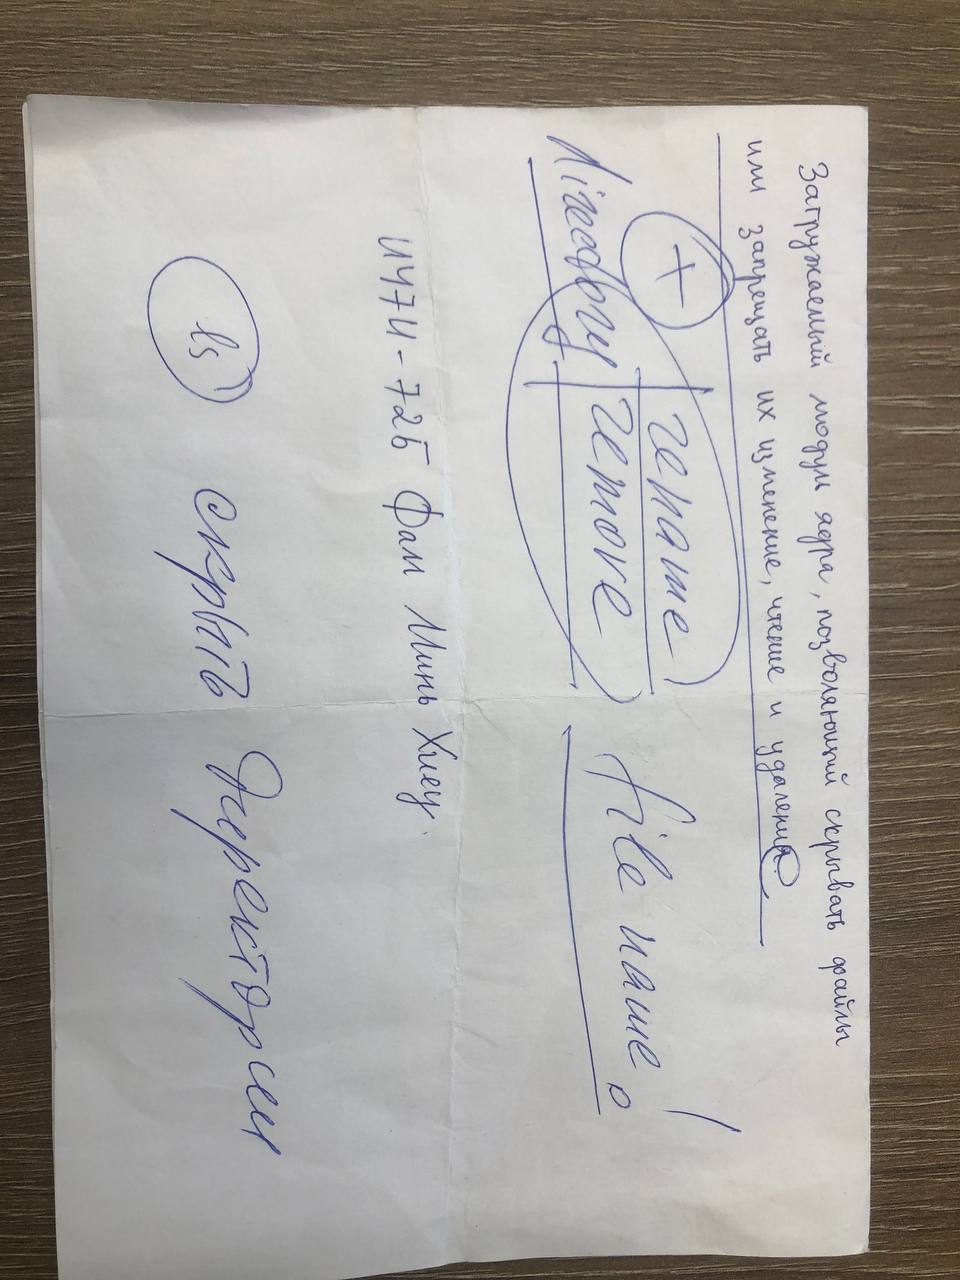 Загружаемый модуль ядра, позволяющий скрывать файлы
или запрещать их изменение, чтение и удаления.
+
rename
directory remove
file name!
ИУ7И-72Б Фам Минь Хиеу.
ls скрыть директории